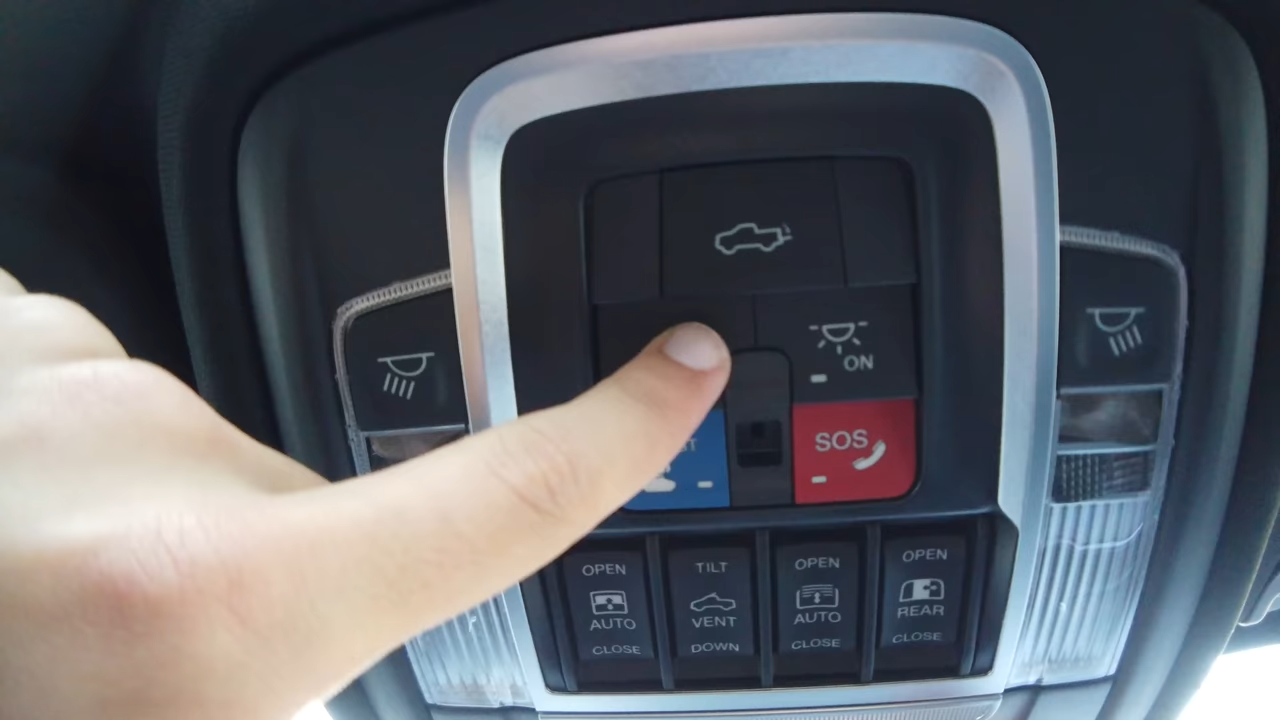 ON
SOS
OPEN
AUTO
CLOSE
TILT
VENT
DOWN
OPEN
AUTO
CLOSE
OPEN
REAR
CLOSE